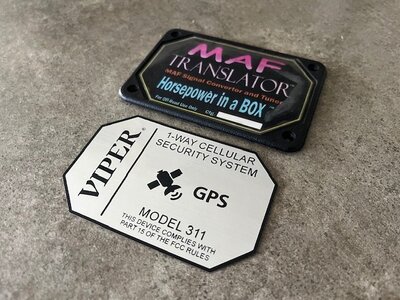 MAF
TRANSLATOR
MAF Signal Convertor and Tuner
Horsepower in a BOX
For Off-Road Use Only Cfg:
VIPER®
1-WAY CELLULAR
SECURITY SYSTEM
GPS
MODEL 311
THIS DEVICE COMPLIES WITH
PART 15 OF THE FCC RULES